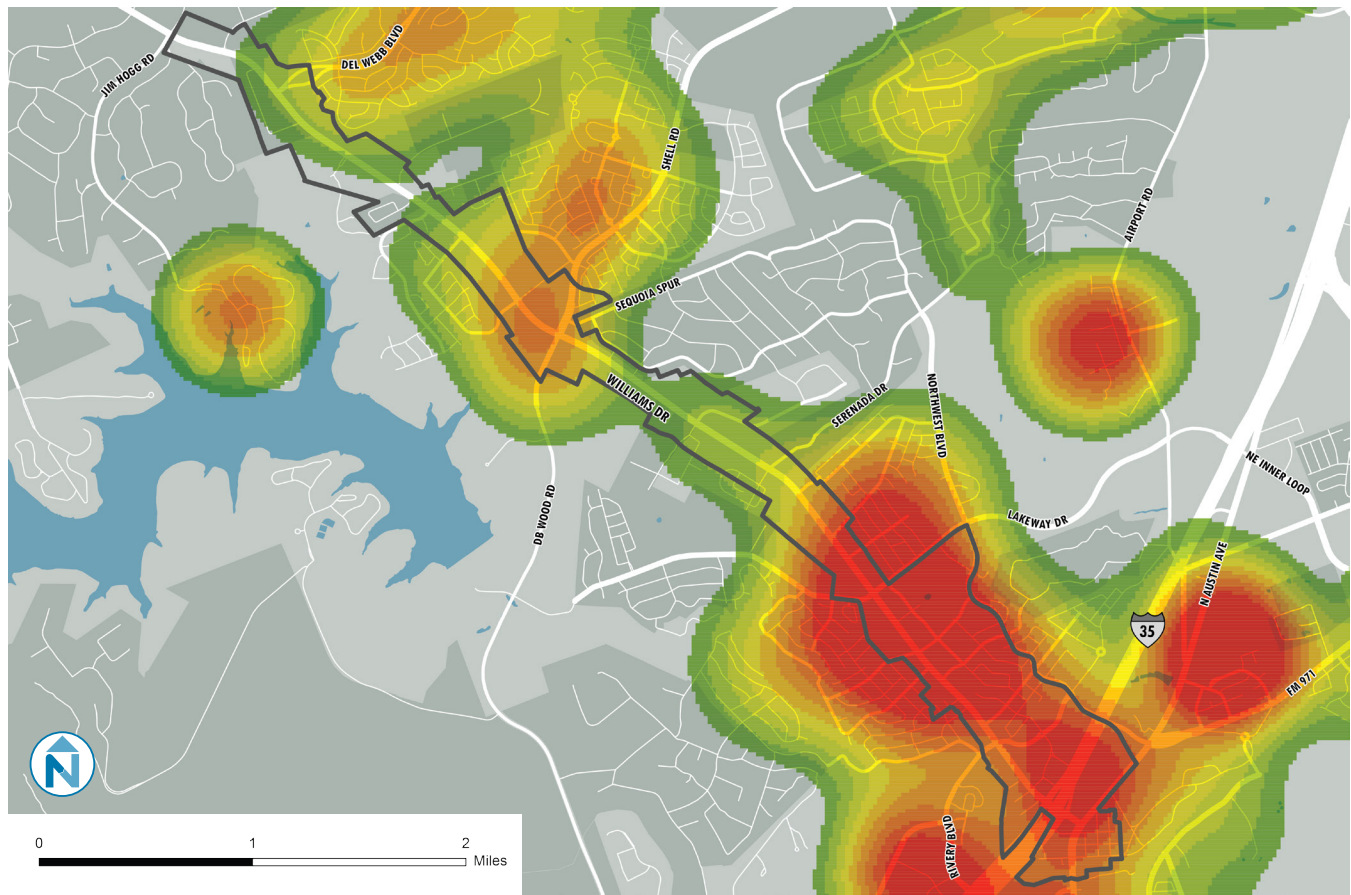 JIM HOGG RD
DEL WEBB BLVD
SHELL RD
AIRPORT RD
SEQUOIA SPUR
WILLIAMS DR
SERENADA DR
NORTHWEST BLVD
NE INNER LOOP
DB WOOD RD
LAKEWAY DR
N AUSTIN AVE
35
FM 971
RIVERY BLVD
N
0 1 2
Miles